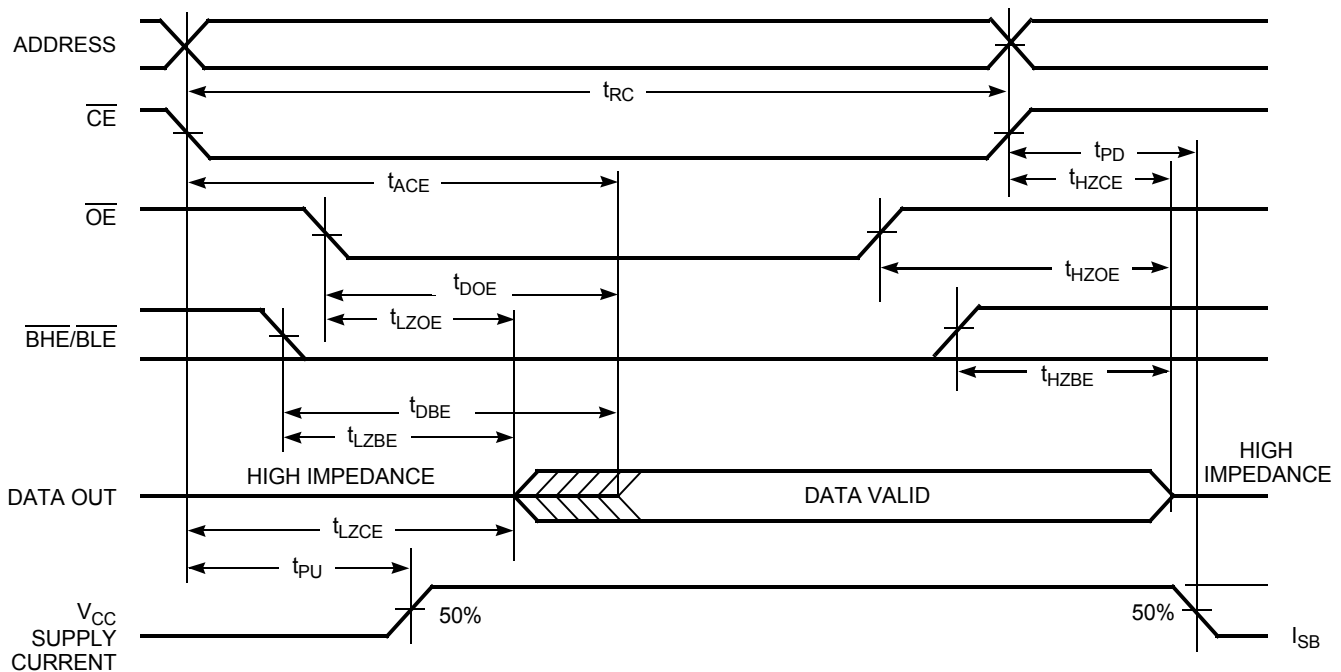 ADDRESS
tRC
CE
tPD
tACE
tHZCE
OE
tHZOE
tDOE
tLZOE
BHE/BLE
tHZBE
tDBE
tLZBE
HIGH IMPEDANCE
HIGH
IMPEDANCE
DATA OUT
DATA VALID
tLZCE
tPU
VCC
SUPPLY
CURRENT
50%
50%
ISB